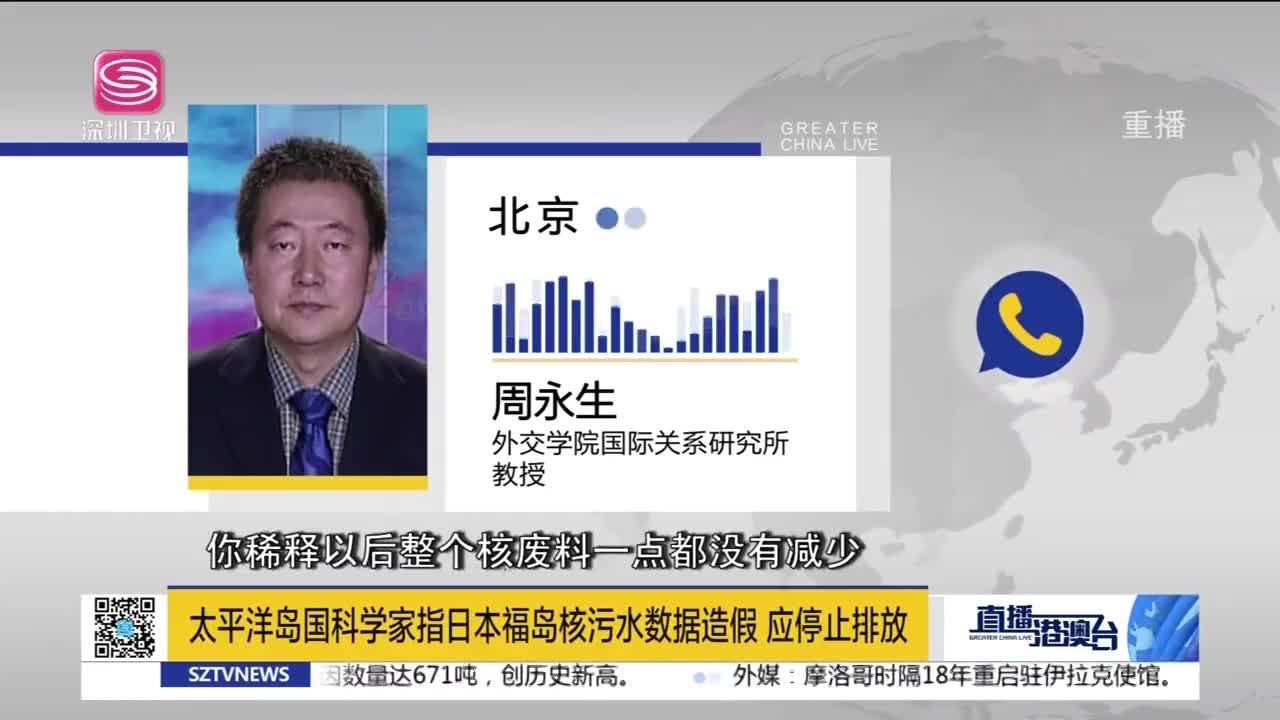 深圳卫视
GREATER
CHINA LIVE
重播
北京
周永生
外交学院国际关系研究所
教授
你稀释以后整个核废料一点都没有减少
太平洋岛国科学家指日本福岛核污水数据造假 应停止排放
直播港澳台
GREATER CHINA LIVE
SZTVNEWS
因数量达671吨，创历史新高。 外媒：摩洛哥时隔18年重启驻伊拉克使馆。